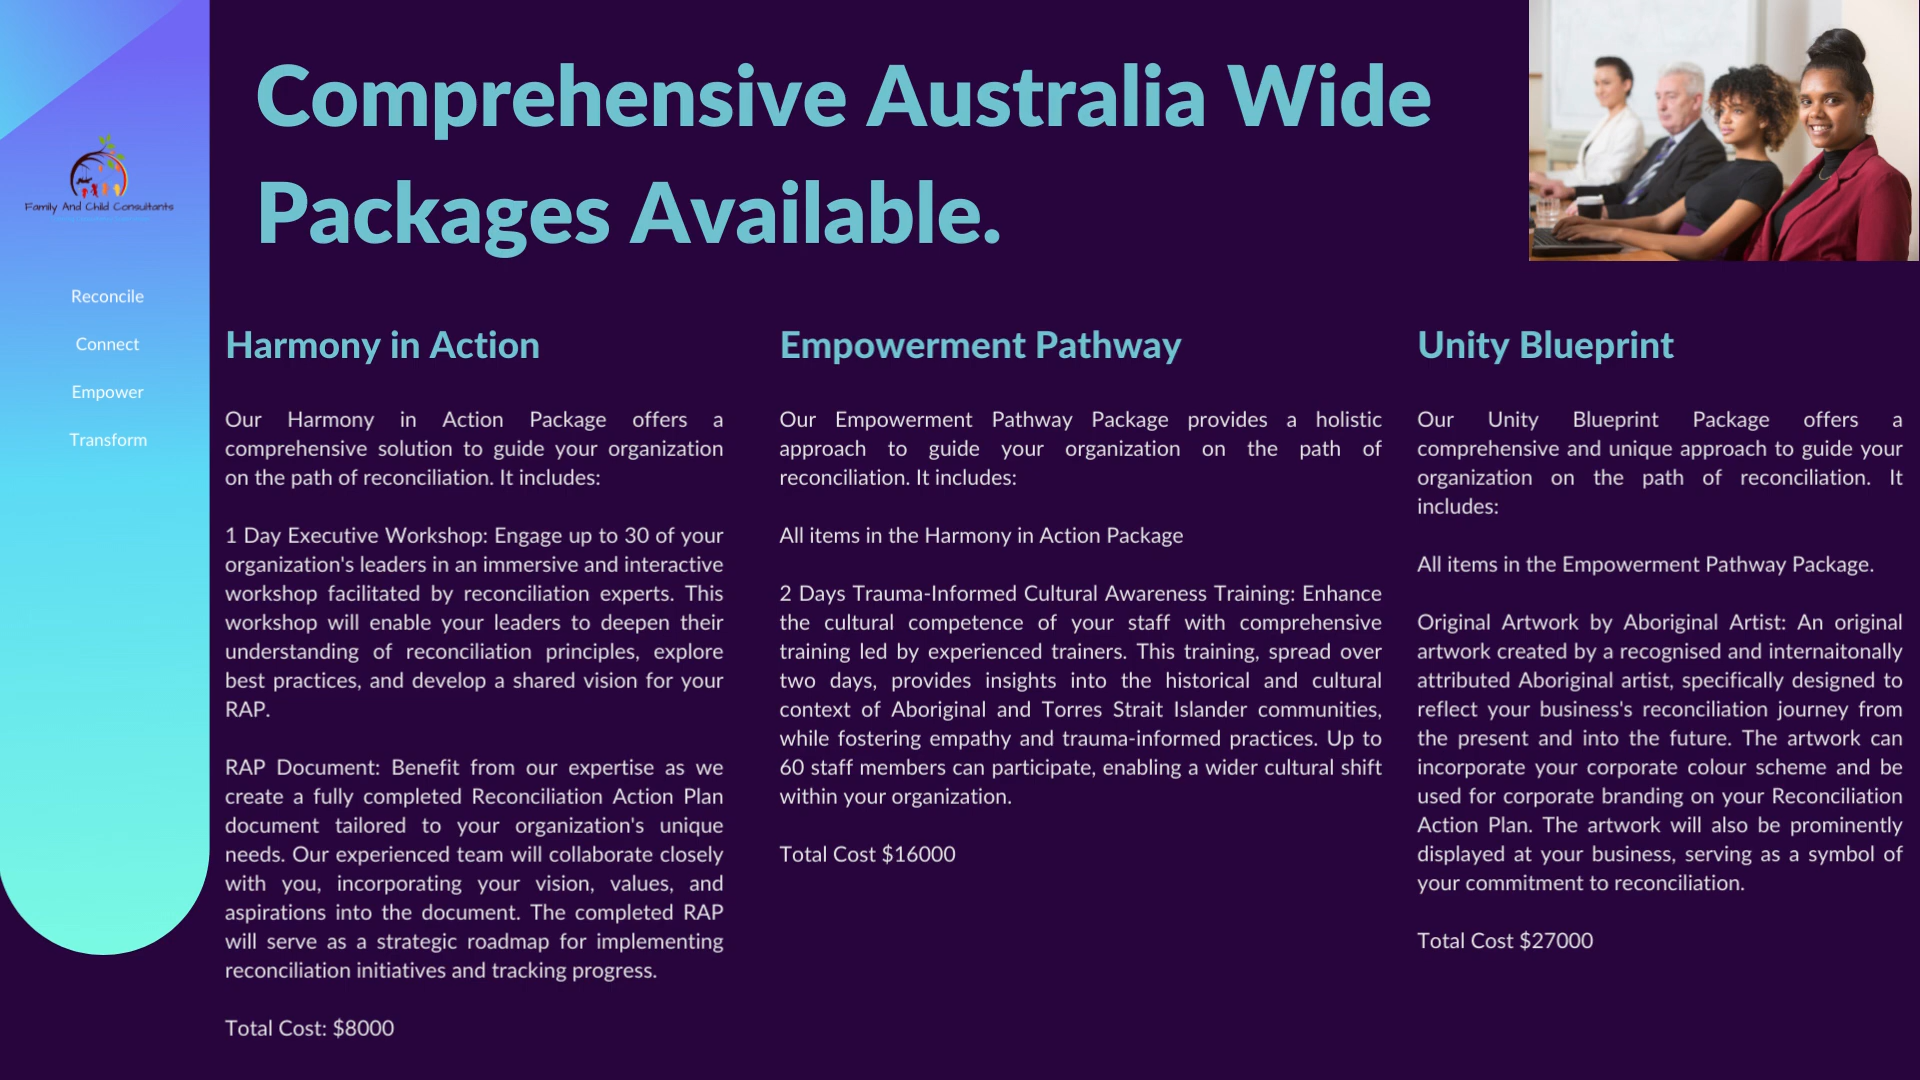 Comprehensive Australia Wide
Packages Available.
Family And Child Consultants
Reconcile
Connect
Empower
Transform
Harmony in Action
Our Harmony in Action Package offers a
comprehensive solution to guide your organization
on the path of reconciliation. It includes:
1 Day Executive Workshop: Engage up to 30 of your
organization's leaders in an immersive and interactive
workshop facilitated by reconciliation experts. This
workshop will enable your leaders to deepen their
understanding of reconciliation principles, explore
best practices, and develop a shared vision for your
RAP.
RAP Document: Benefit from our expertise as we
create a fully completed Reconciliation Action Plan
document tailored to your organization's unique
needs. Our experienced team will collaborate closely
with you, incorporating your vision, values, and
aspirations into the document. The completed RAP
will serve as a strategic roadmap for implementing
reconciliation initiatives and tracking progress.
Total Cost: $8000
Empowerment Pathway
Our Empowerment Pathway Package provides a holistic
approach to guide your organization on the path of
reconciliation. It includes:
All items in the Harmony in Action Package
2 Days Trauma-Informed Cultural Awareness Training: Enhance
the cultural competence of your staff with comprehensive
training led by experienced trainers. This training, spread over
two days, provides insights into the historical and cultural
context of Aboriginal and Torres Strait Islander communities,
while fostering empathy and trauma-informed practices. Up to
60 staff members can participate, enabling a wider cultural shift
within your organization.
Total Cost $16000
Unity Blueprint
Our Unity Blueprint Package offers a
comprehensive and unique approach to guide your
organization on the path of reconciliation. It
includes:
All items in the Empowerment Pathway Package.
Original Artwork by Aboriginal Artist: An original
artwork created by a recognised and internaitonally
attributed Aboriginal artist, specifically designed to
reflect your business's reconciliation journey from
the present and into the future. The artwork can
incorporate your corporate colour scheme and be
used for corporate branding on your Reconciliation
Action Plan. The artwork will also be prominently
displayed at your business, serving as a symbol of
your commitment to reconciliation.
Total Cost $27000